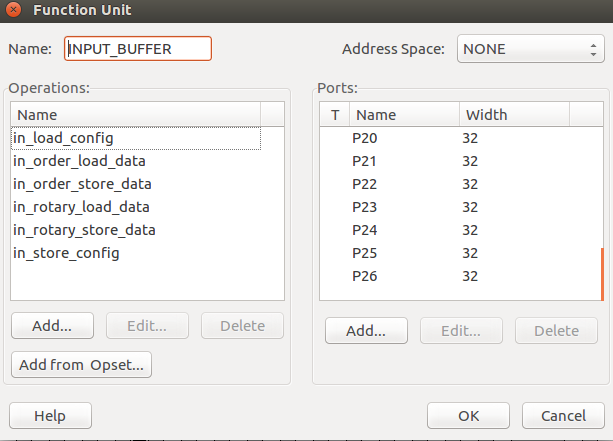 Function Unit
Name: INPUT_BUFFER Address Space: NONE
Operations:
Name
in_load_config
in_order_load_data
in_order_store_data
in_rotary_load_data
in_rotary_store_data
in_store_config
Add... Edit... Delete
Add from Opset...
Ports:
T Name Width
P20 32
P21 32
P22 32
P23 32
P24 32
P25 32
P26 32
Add... Edit... Delete
Help OK Cancel